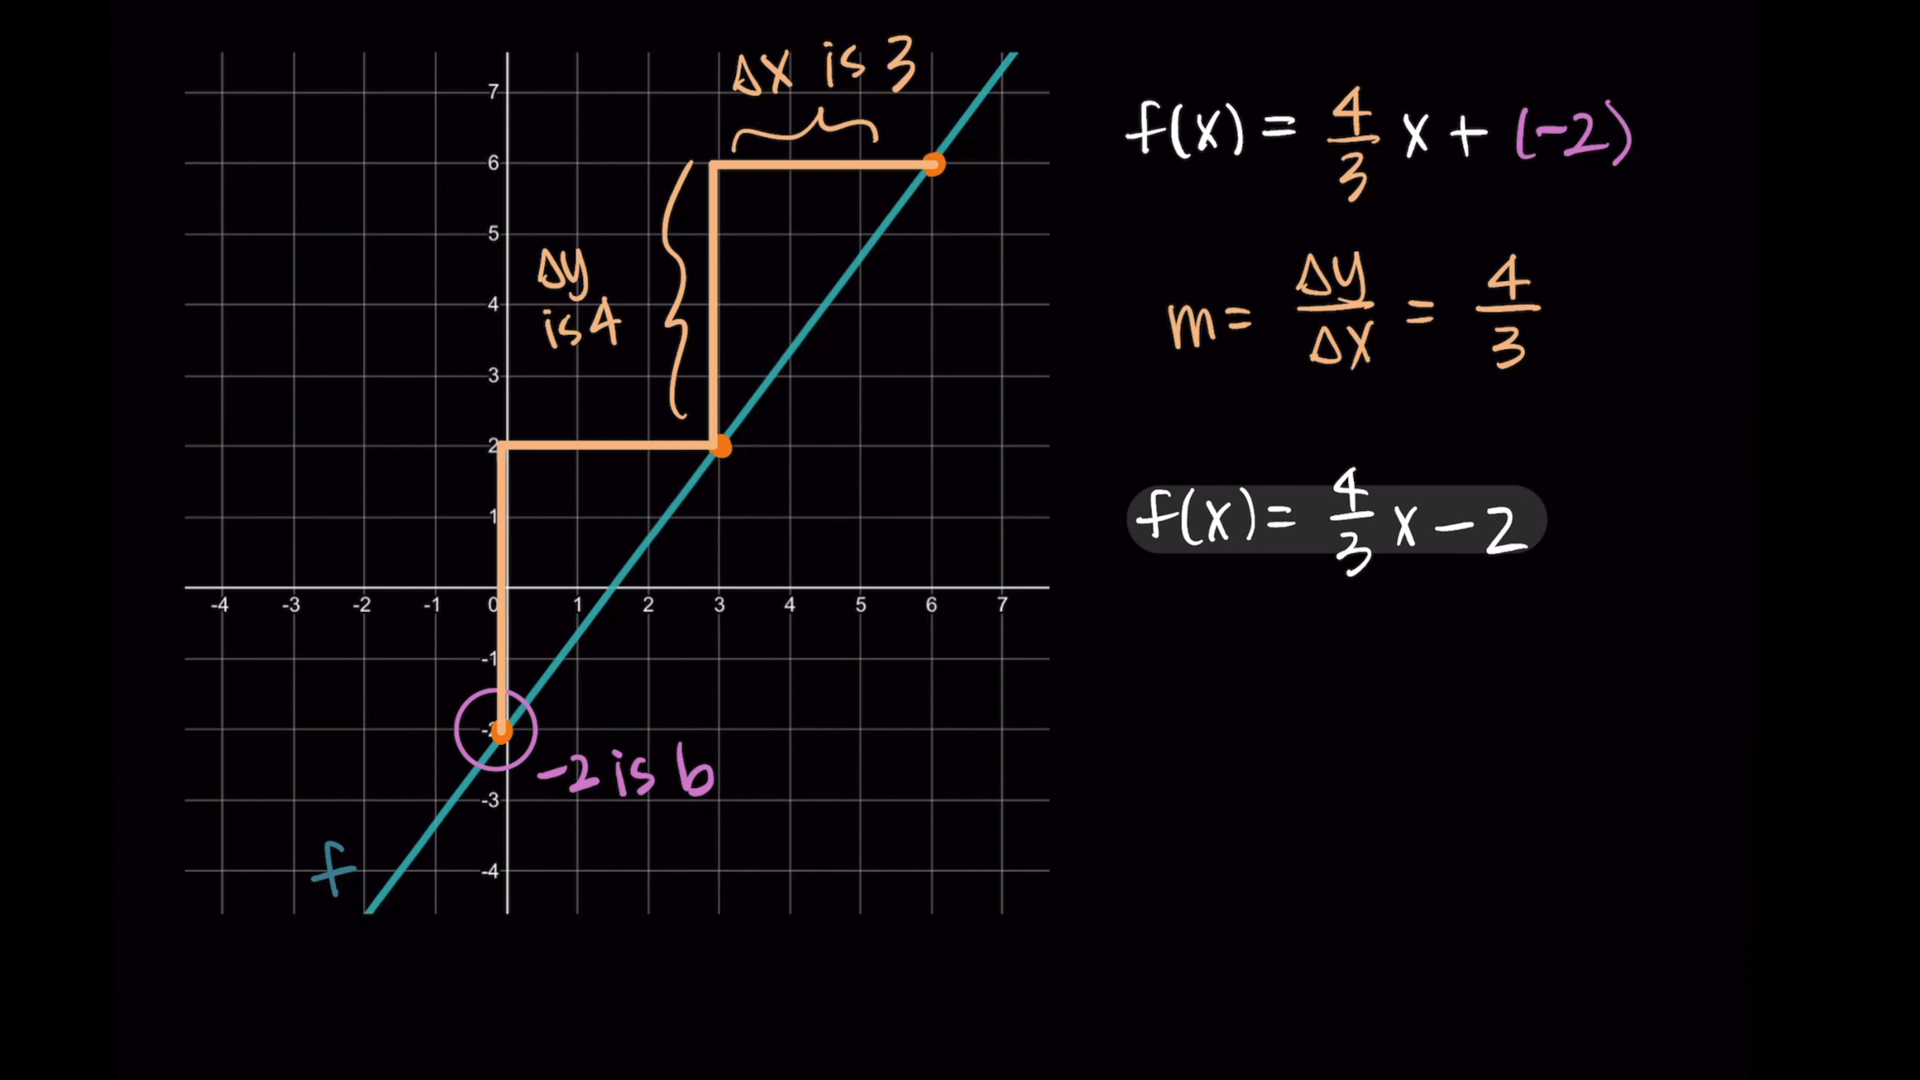 Δx is 3
7
6
5
Δy
is 4
4
3
2
1
-4 -3 -2 -1 0 1 2 3 4 5 6 7
-1
-2
-2 is b
-3
f
-4
f(x) = 4/3 x + (-2)
m = Δy/Δx = 4/3
f(x) = 4/3 x - 2